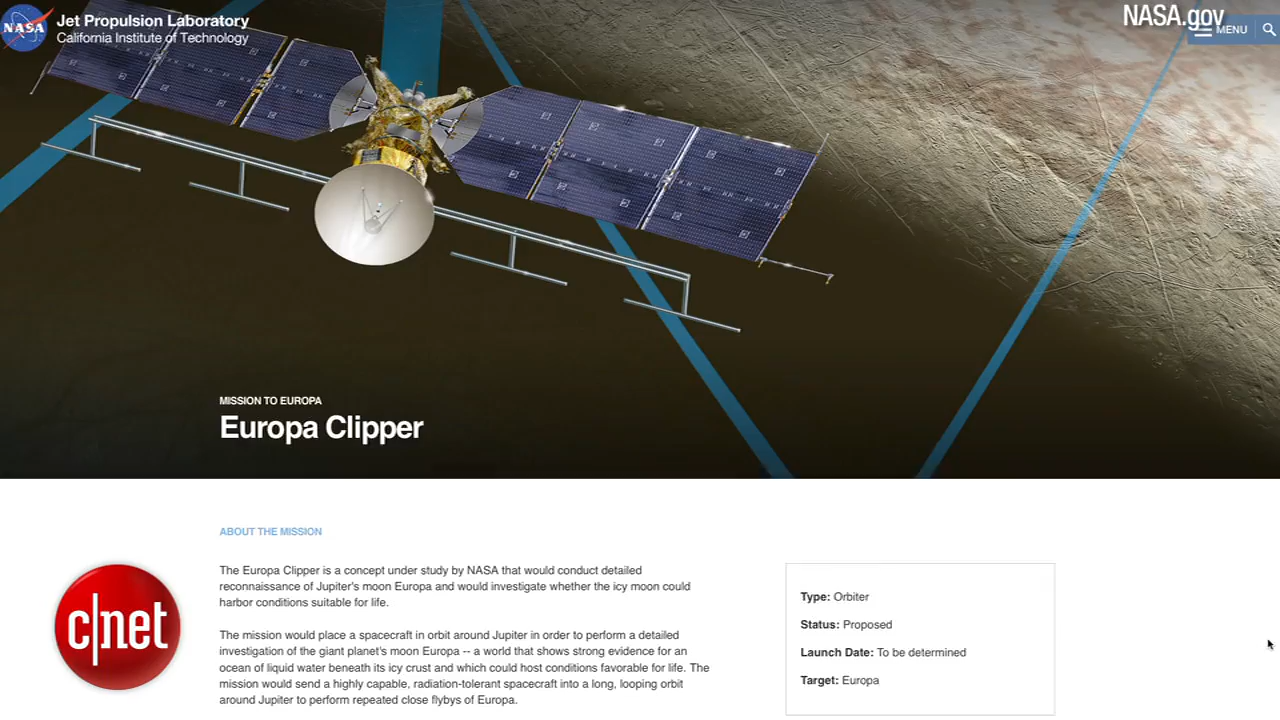 NASA
Jet Propulsion Laboratory
California Institute of Technology
NASA.gov
MENU
MISSION TO EUROPA
Europa Clipper
ABOUT THE MISSION
The Europa Clipper is a concept under study by NASA that would conduct detailed
reconnaissance of Jupiter's moon Europa and would investigate whether the icy moon could
harbor conditions suitable for life.
The mission would place a spacecraft in orbit around Jupiter in order to perform a detailed
investigation of the giant planet's moon Europa -- a world that shows strong evidence for an
ocean of liquid water beneath its icy crust and which could host conditions favorable for life. The
mission would send a highly capable, radiation-tolerant spacecraft into a long, looping orbit
around Jupiter to perform repeated close flybys of Europa.
Type: Orbiter
Status: Proposed
Launch Date: To be determined
Target: Europa
c|net